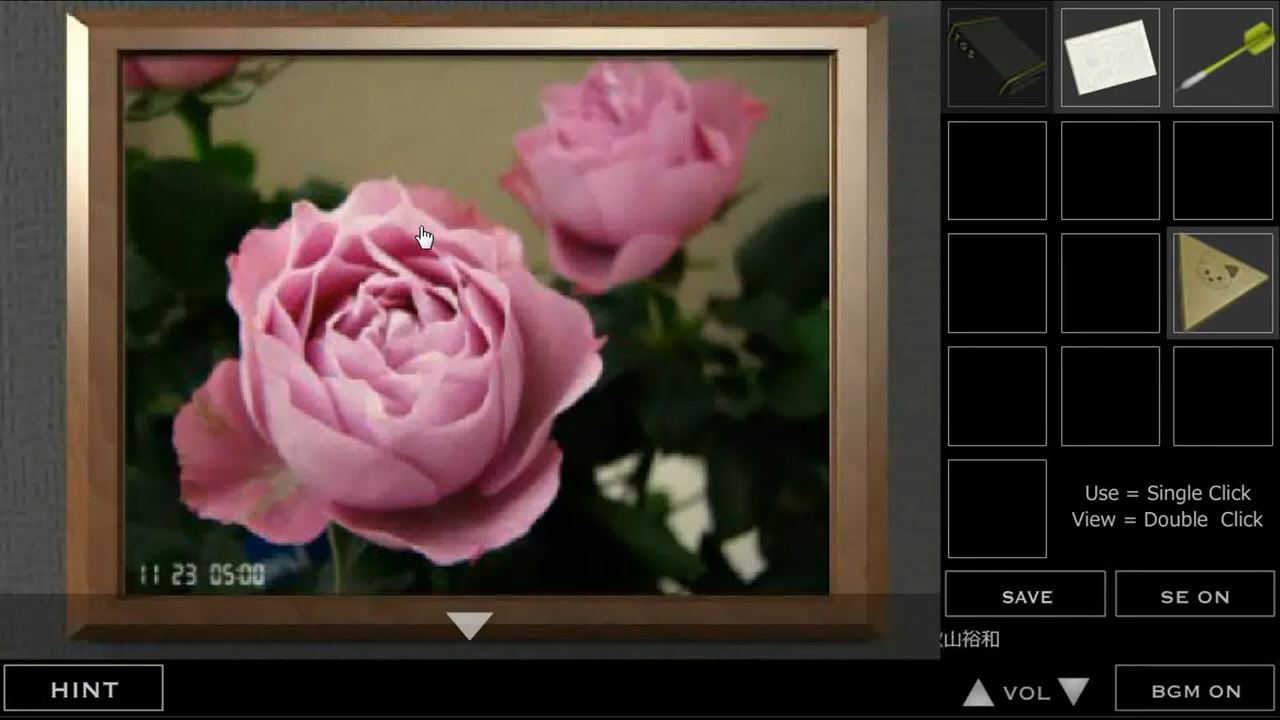 TGS
11 23 05:00
Use = Single Click
View = Double Click
SAVE
SE ON
山裕和
HINT
VOL
BGM ON